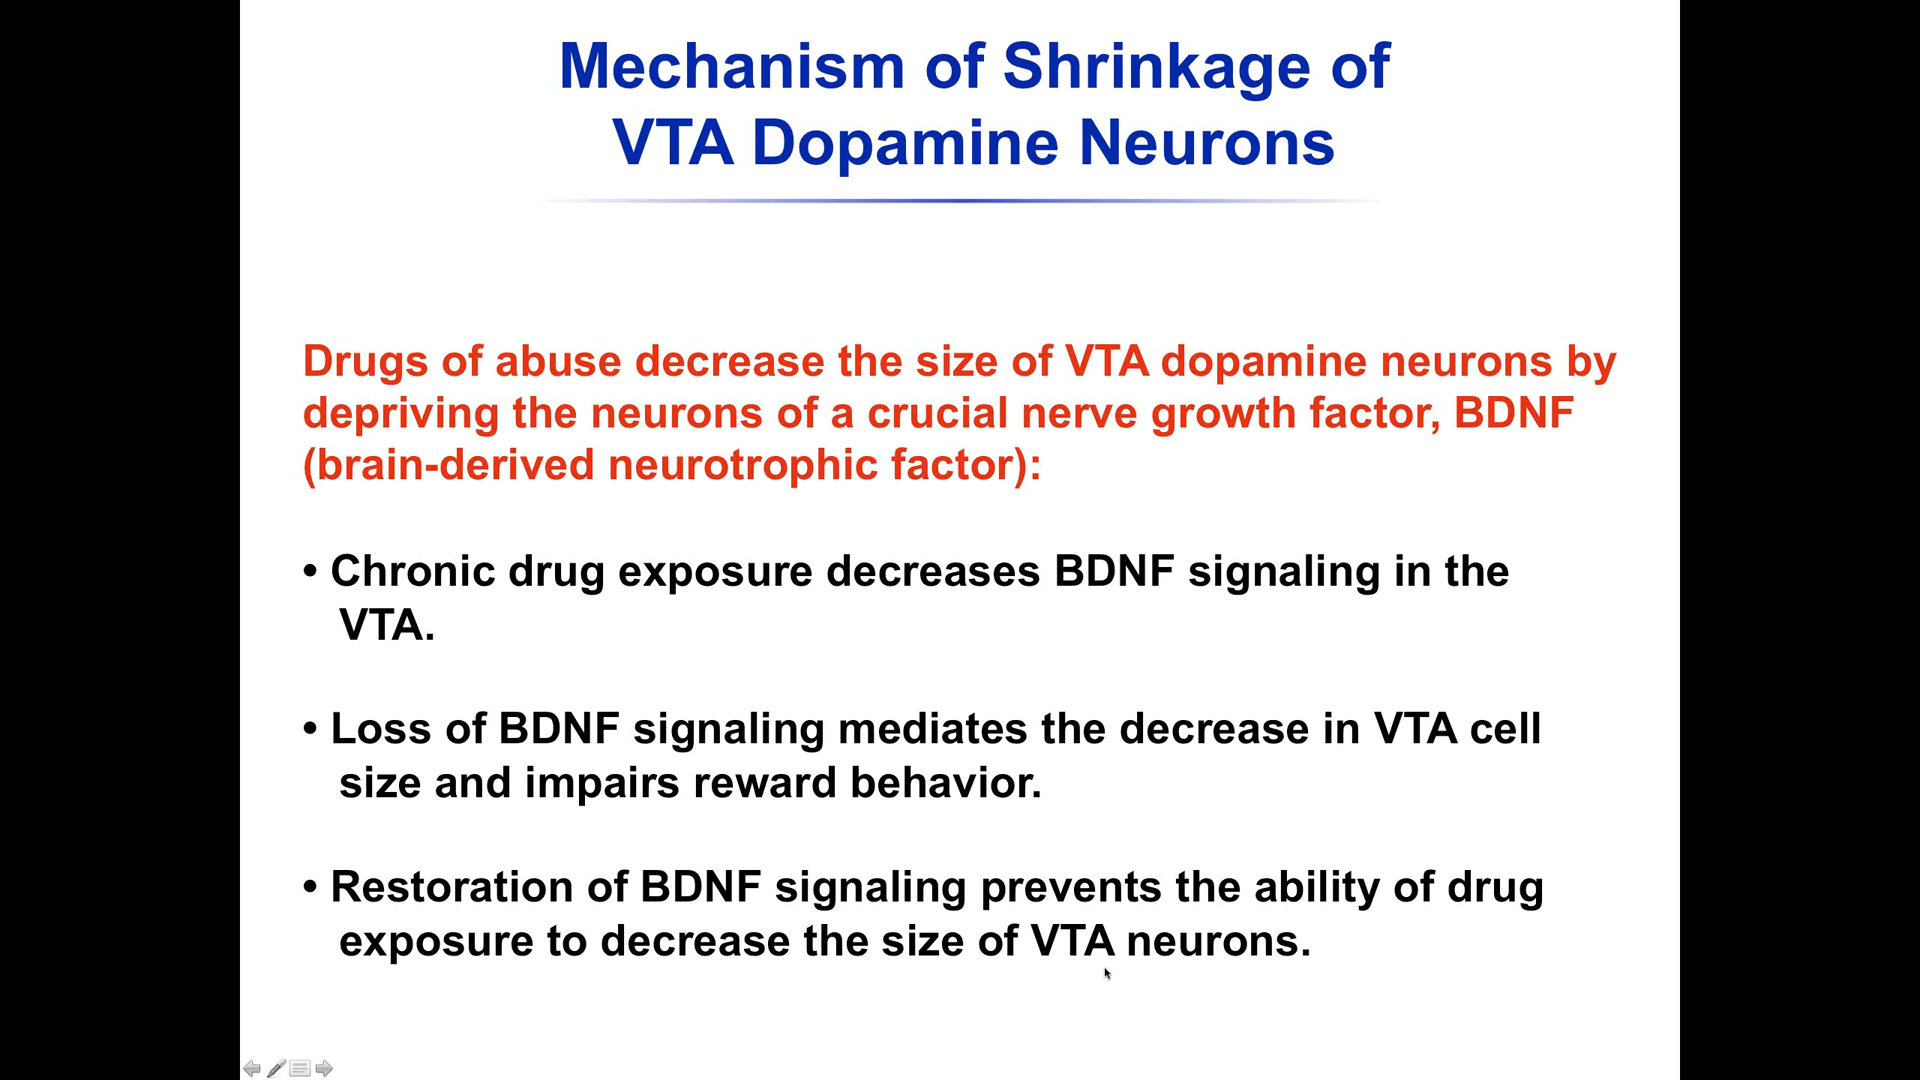 Mechanism of Shrinkage of
VTA Dopamine Neurons
Drugs of abuse decrease the size of VTA dopamine neurons by
depriving the neurons of a crucial nerve growth factor, BDNF
(brain-derived neurotrophic factor):
• Chronic drug exposure decreases BDNF signaling in the
VTA.
• Loss of BDNF signaling mediates the decrease in VTA cell
size and impairs reward behavior.
• Restoration of BDNF signaling prevents the ability of drug
exposure to decrease the size of VTA neurons.